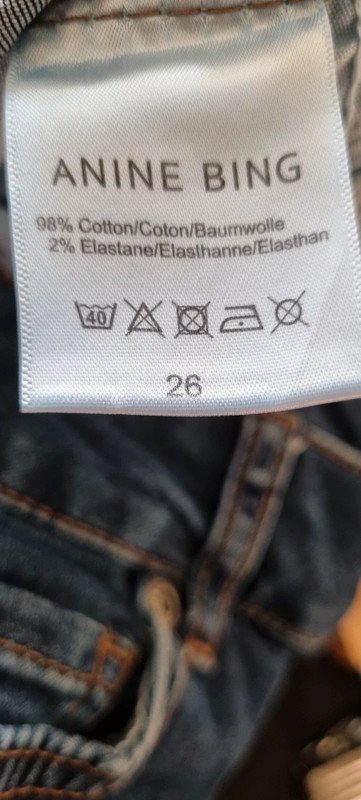 ANINE BING
98% Cotton/Coton/Baumwolle
2% Elastane/Elasthanne/Elasthan
40
26